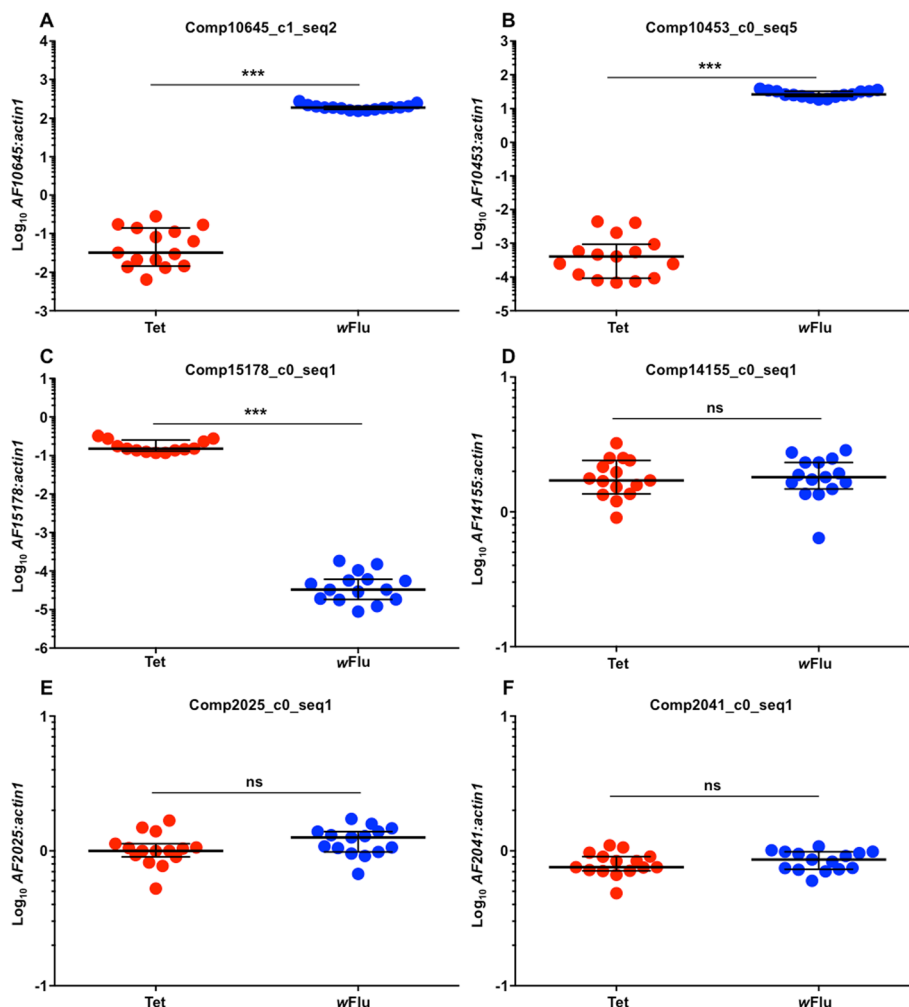 A
Comp10645_c1_seq2
Log10 AF10645:actin1
4
3
2
1
0
-1
-2
-3
***
Tet
wFlu
B
Comp10453_c0_seq5
Log10 AF10453:actin1
3
2
1
0
-1
-2
-3
-4
-5
***
Tet
wFlu
C
Comp15178_c0_seq1
Log10 AF15178:actin1
1
0
-1
-2
-3
-4
-5
-6
***
Tet
wFlu
D
Comp14155_c0_seq1
Log10 AF14155:actin1
1
0
-1
ns
Tet
wFlu
E
Comp2025_c0_seq1
Log10 AF2025:actin1
1
0
-1
ns
Tet
wFlu
F
Comp2041_c0_seq1
Log10 AF2041:actin1
1
0
-1
ns
Tet
wFlu